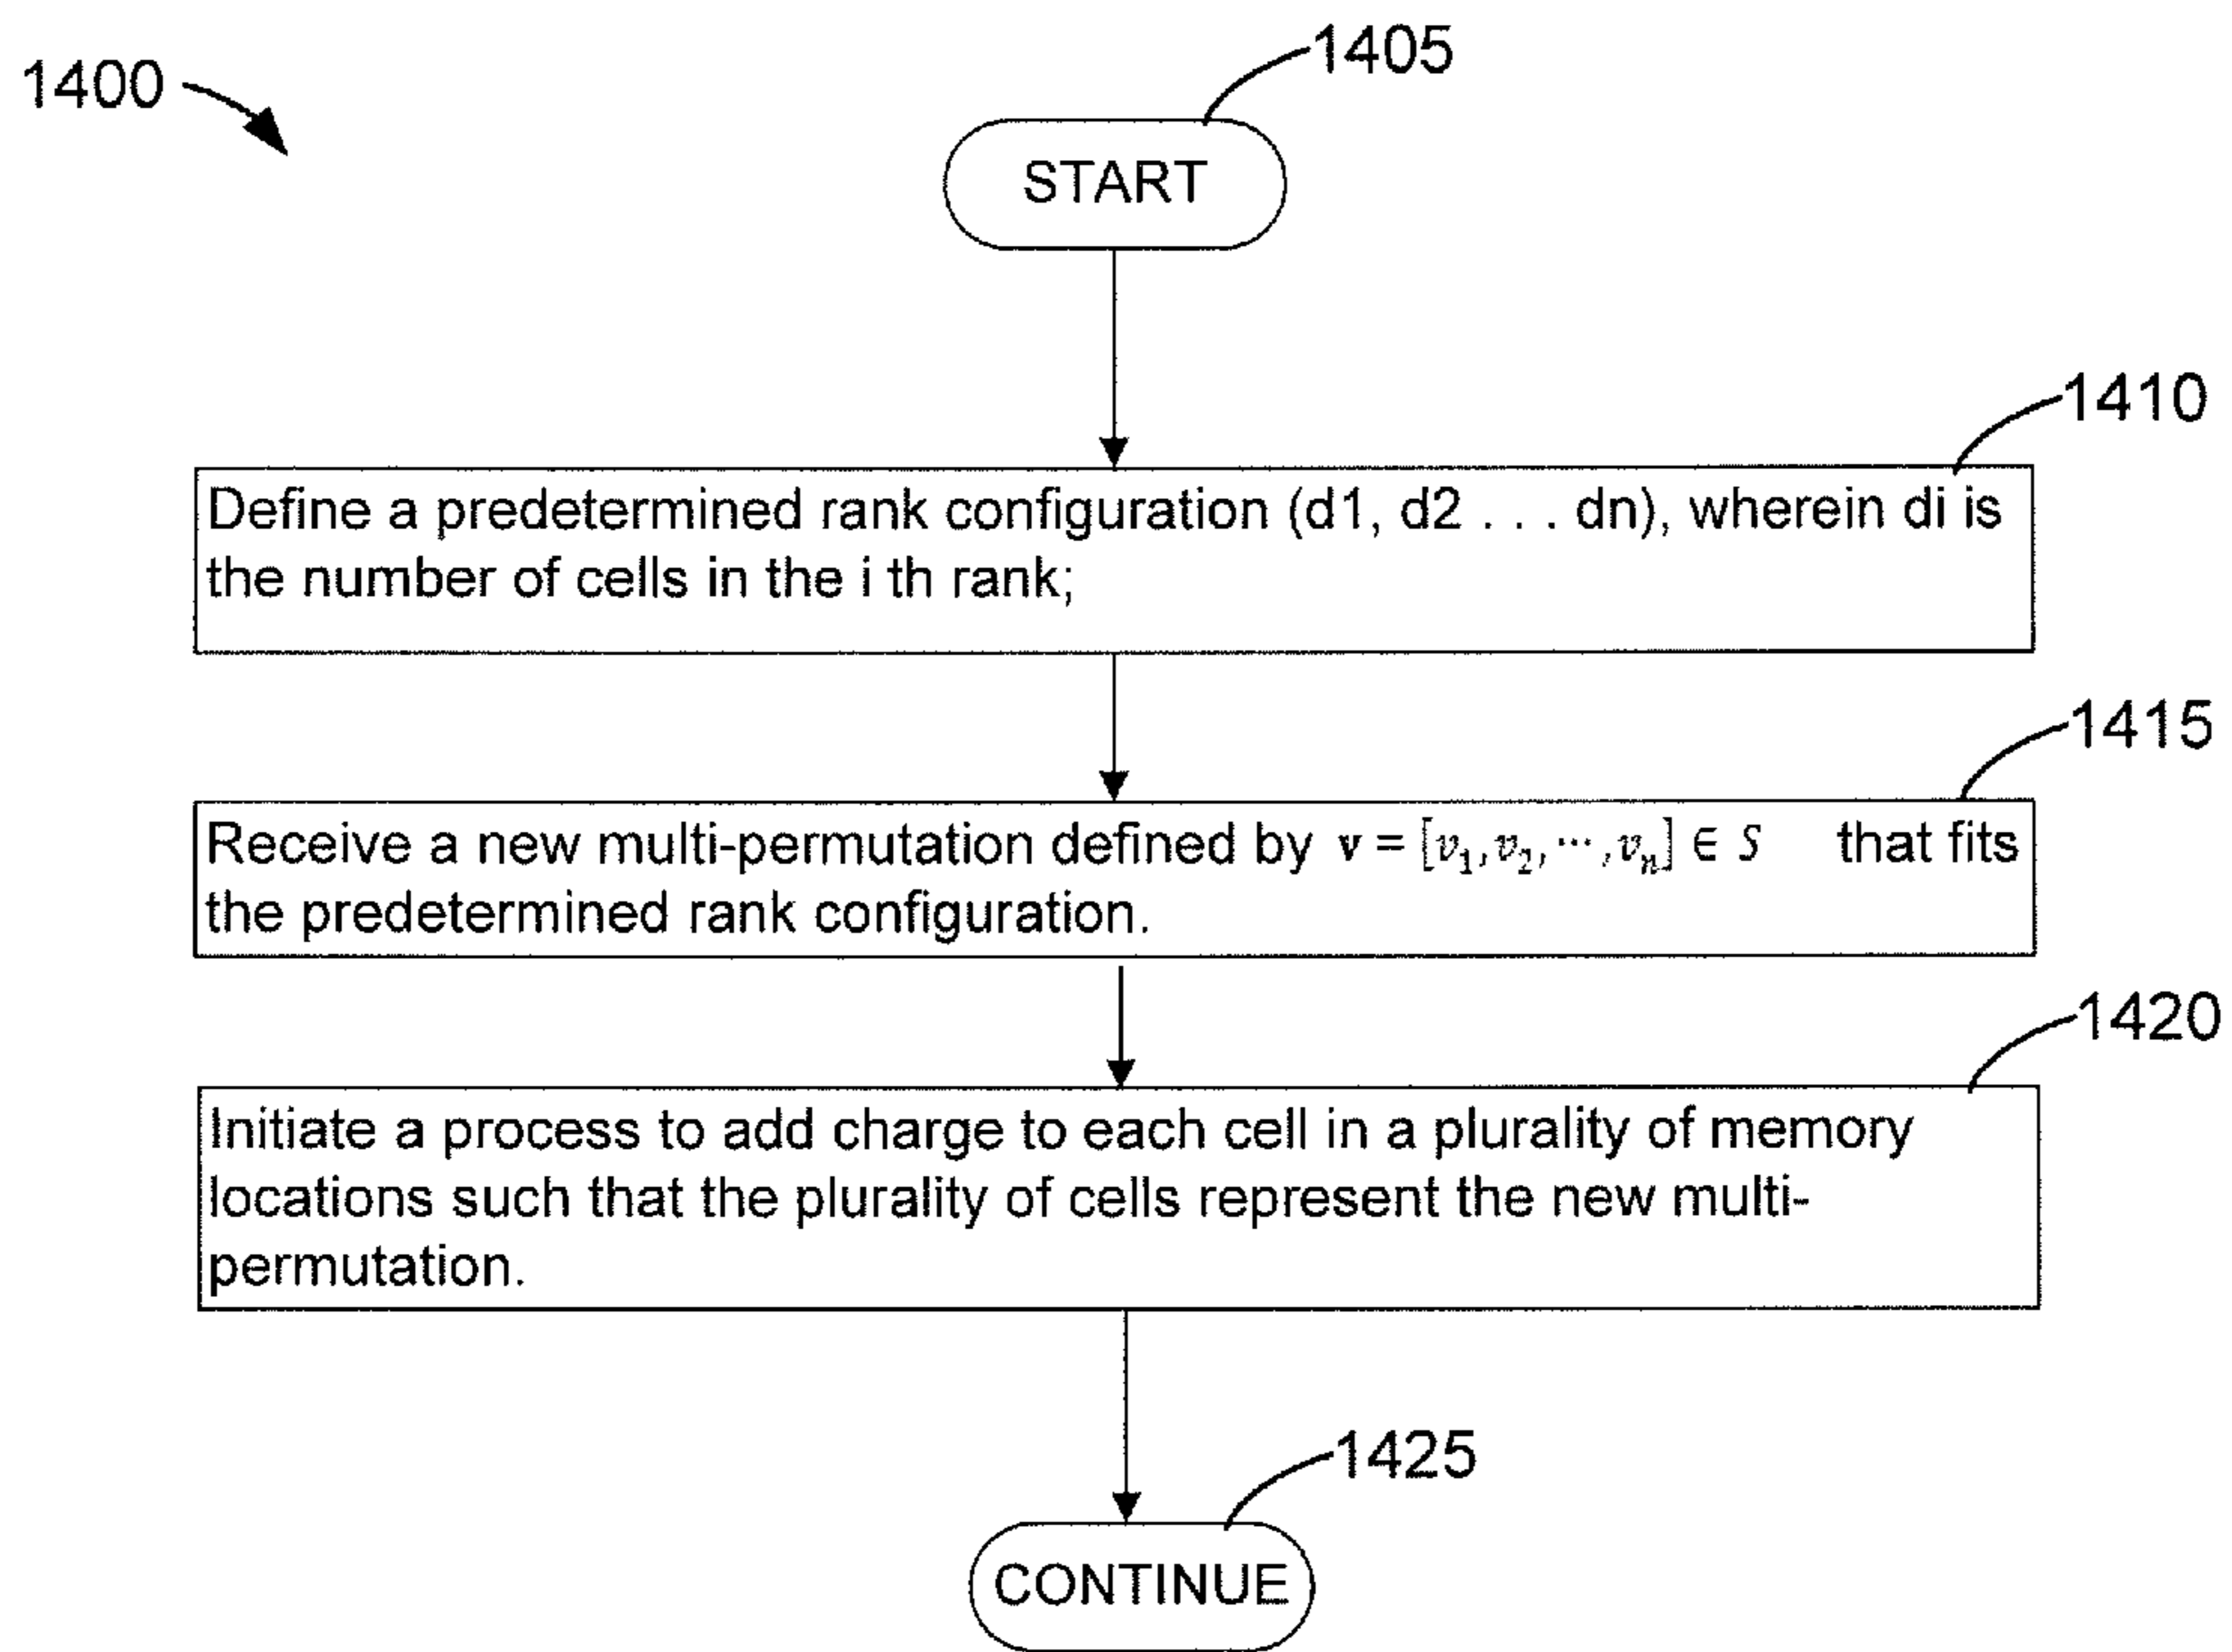 1400
1405
START
1410
Define a predetermined rank configuration (d1, d2 . . . dn), wherein di is
the number of cells in the i th rank;
1415
Receive a new multi-permutation defined by v = [v₁, v₂, ⋯, vₙ] ∈ S that fits
the predetermined rank configuration.
1420
Initiate a process to add charge to each cell in a plurality of memory
locations such that the plurality of cells represent the new multi-
permutation.
1425
CONTINUE